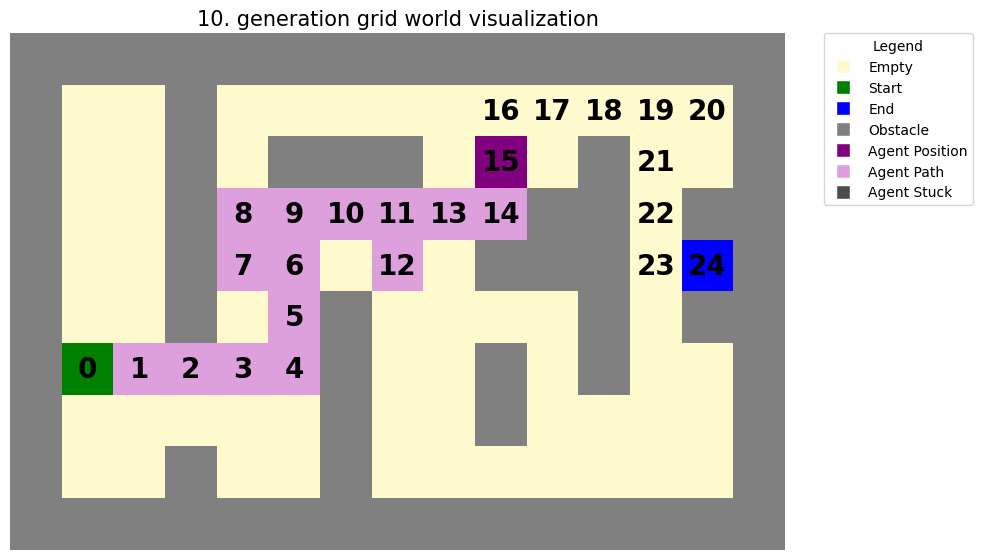 10. generation grid world visualization
Legend
Empty
Start
End
Obstacle
Agent Position
Agent Path
Agent Stuck
16 17 18 19 20
15 21
8 9 10 11 13 14 22
7 6 12 23 24
5
0 1 2 3 4